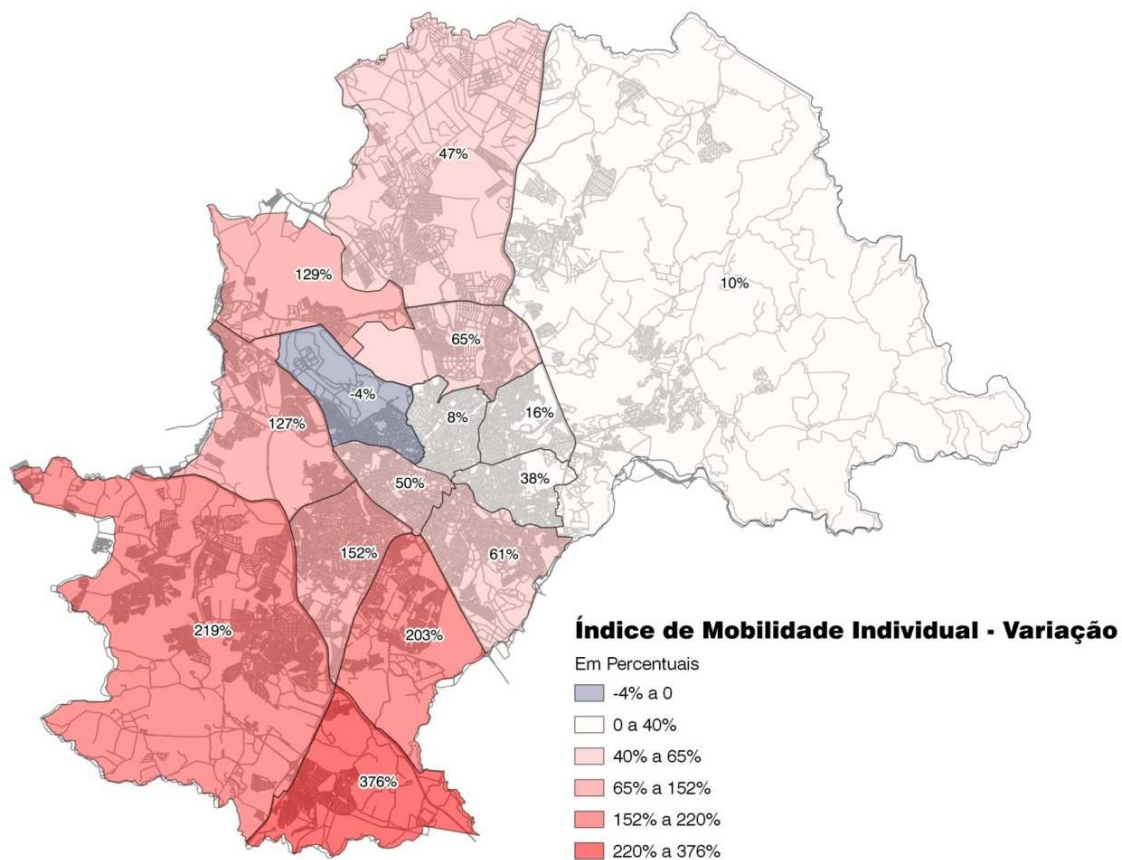 47%
129%
10%
65%
-4%
8%
16%
127%
50%
38%
152%
61%
219%
203%
376%
Índice de Mobilidade Individual - Variação
Em Percentuais
-4% a 0
0 a 40%
40% a 65%
65% a 152%
152% a 220%
220% a 376%